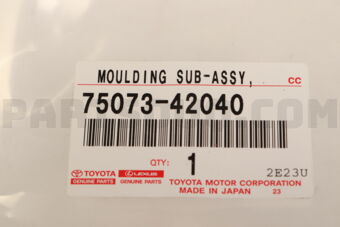 MOULDING SUB-ASSY,
CC
75073-42040
QTY: 1
2E23U
TOYOTA LEXUS
GENUINE PARTS GENUINE PARTS
TOYOTA MOTOR CORPORATION
MADE IN JAPAN 23